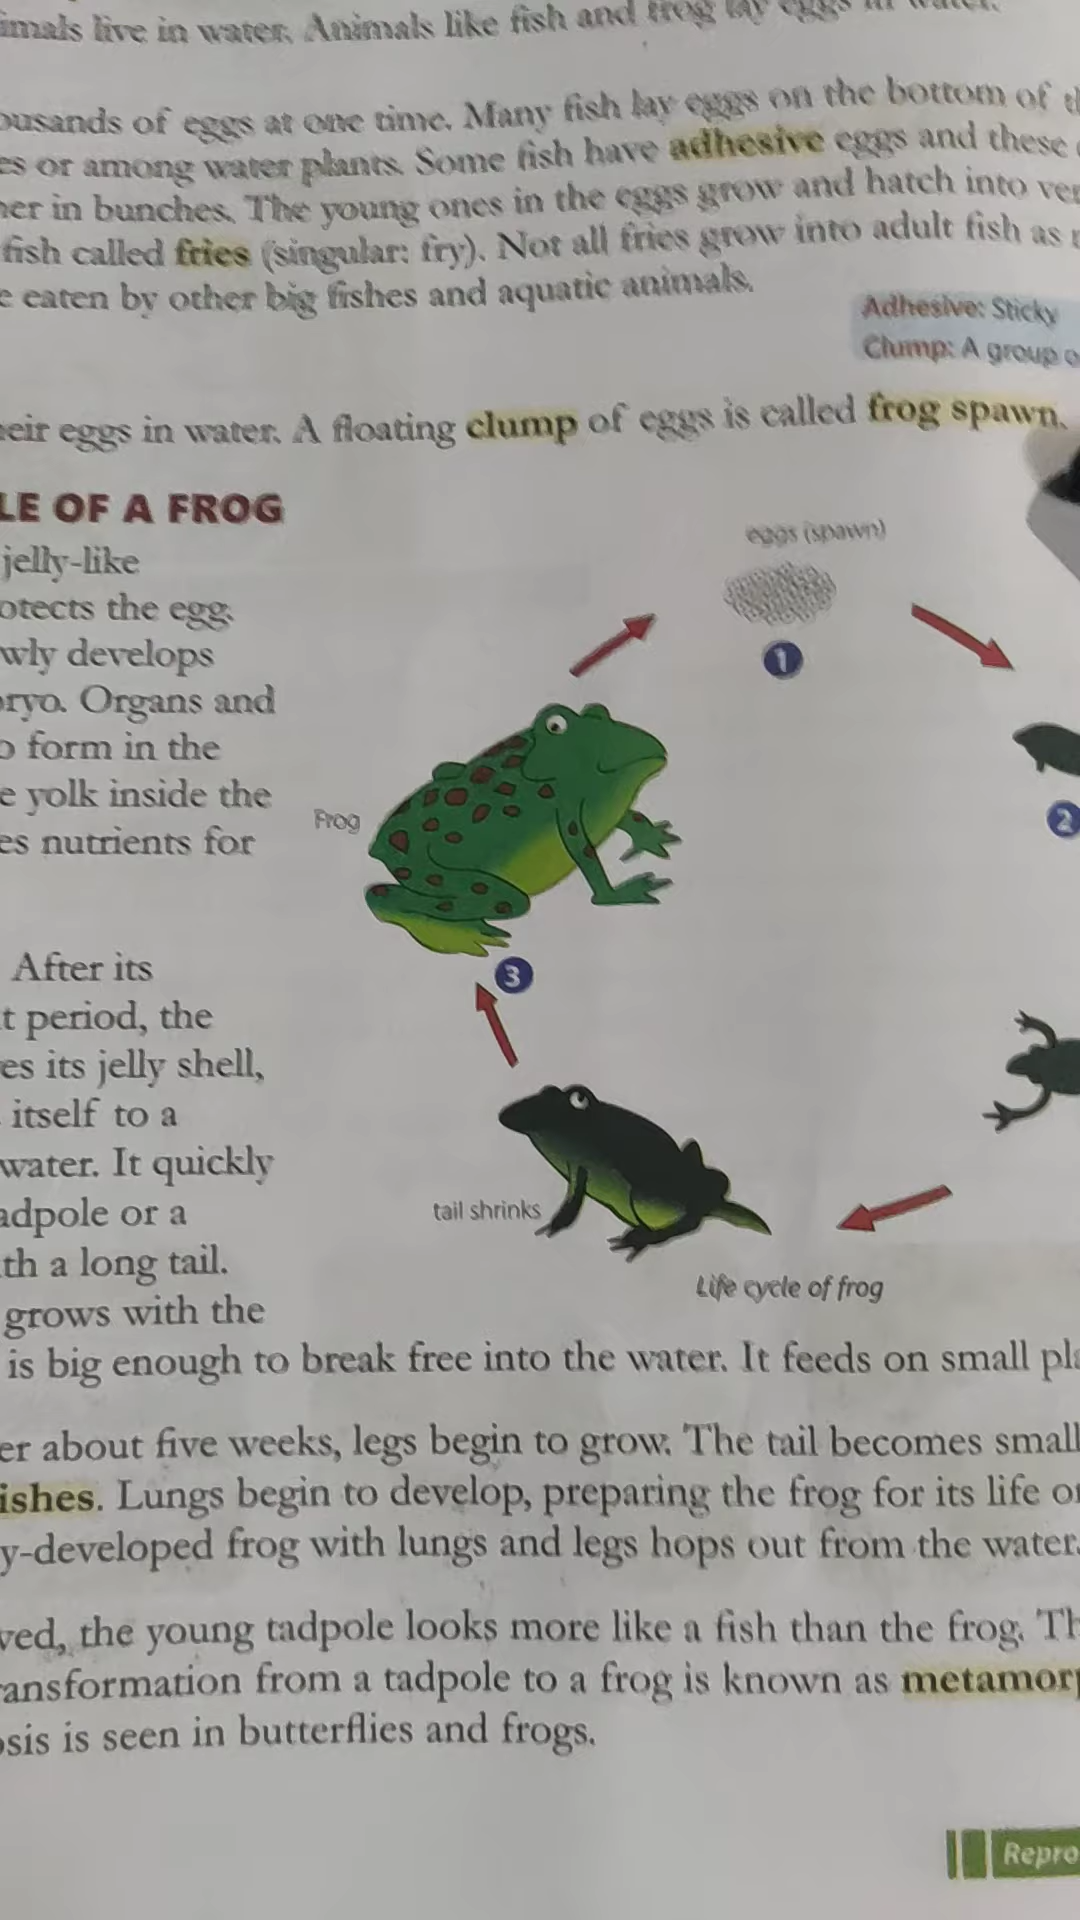 imals live in water. Animals like fish and frog lay eggs in water.
ousands of eggs at one time. Many fish lay eggs on the bottom of
es or among water plants. Some fish have adhesive eggs and these
her in bunches. The young ones in the eggs grow and hatch into
fish called fries (singular: fry). Not all fries grow into adult fish as
e eaten by other big fishes and aquatic animals.
Adhesive: Sticky
Clump: A group
eir eggs in water. A floating clump of eggs is called frog spawn.
LE OF A FROG
jelly-like
otects the egg.
wly develops
ryo. Organs and
o form in the
e yolk inside the
es nutrients for
eggs (spawn)
1
2
Frog
3
After its
t period, the
es its jelly shell,
itself to a
water. It quickly
adpole or a
th a long tail.
grows with the
tail shrinks
Life cycle of frog
is big enough to break free into the water. It feeds on small pla
er about five weeks, legs begin to grow. The tail becomes small
ishes. Lungs begin to develop, preparing the frog for its life
y-developed frog with lungs and legs hops out from the water.
ved, the young tadpole looks more like a fish than the frog. Th
ansformation from a tadpole to a frog is known as metamorp
osis is seen in butterflies and frogs.
Repro